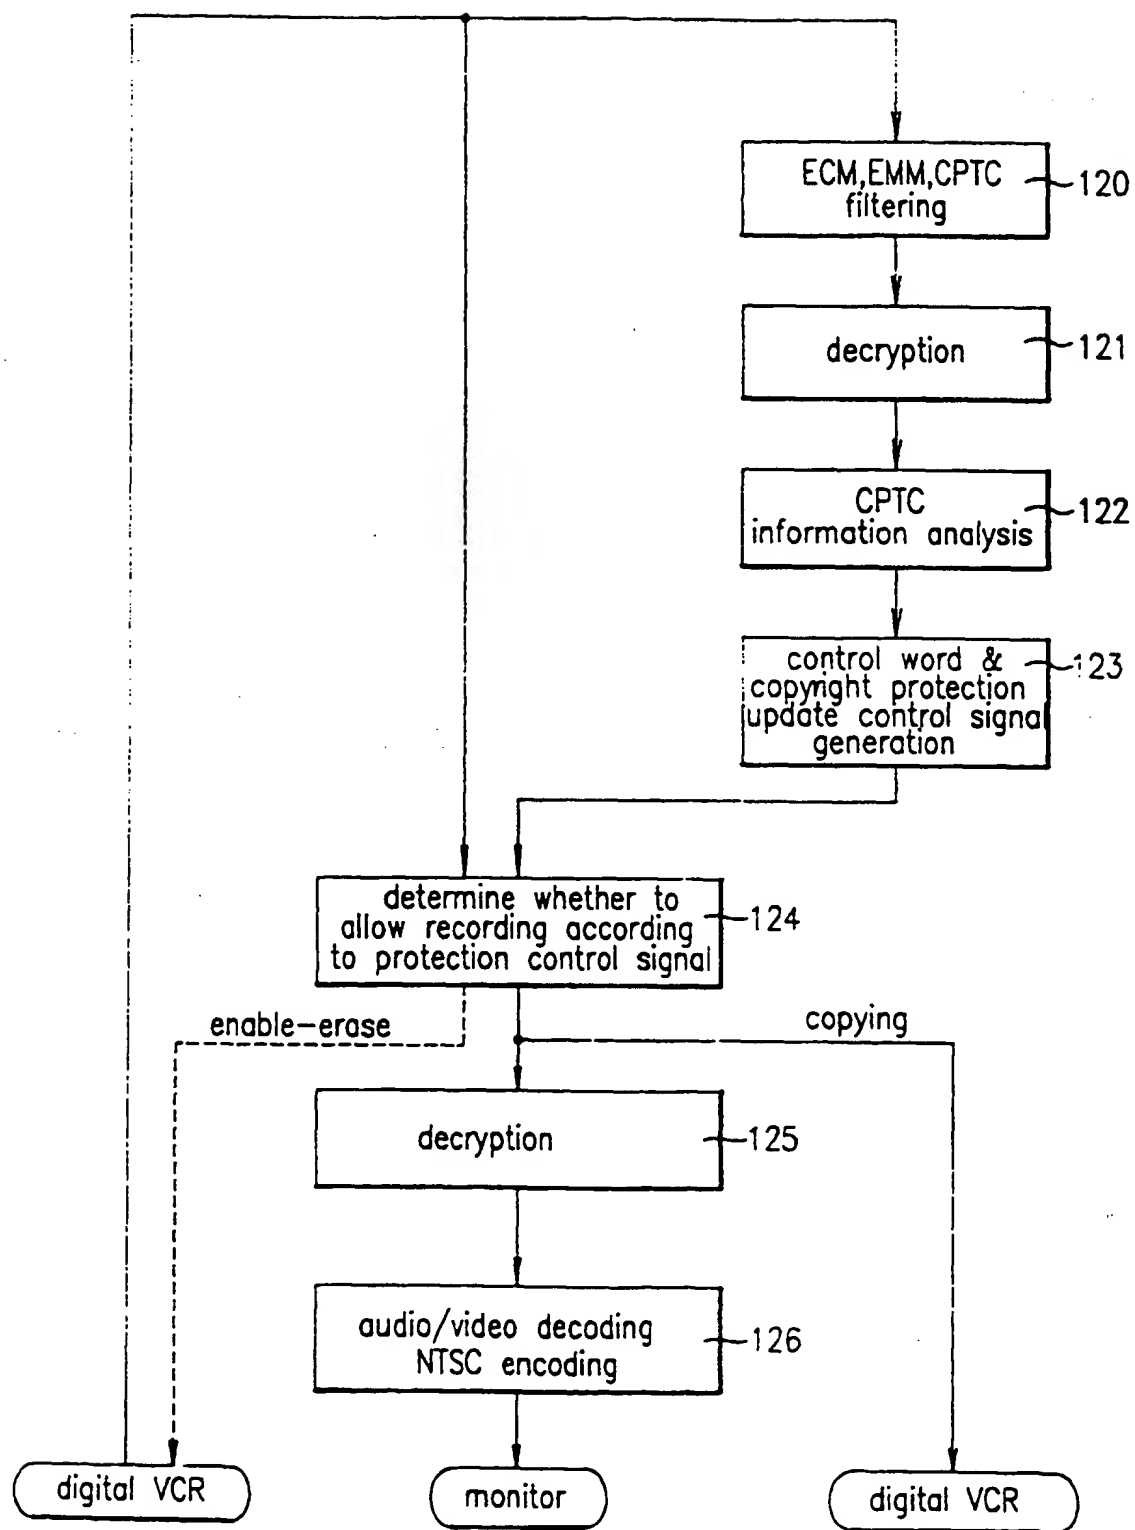 ECM,EMM,CPTC
filtering
120
decryption
121
CPTC
information analysis
122
control word &
copyright protection
update control signal
generation
123
determine whether to
allow recording according
to protection control signal
124
enable-erase
copying
decryption
125
audio/video decoding
NTSC encoding
126
digital VCR
monitor
digital VCR